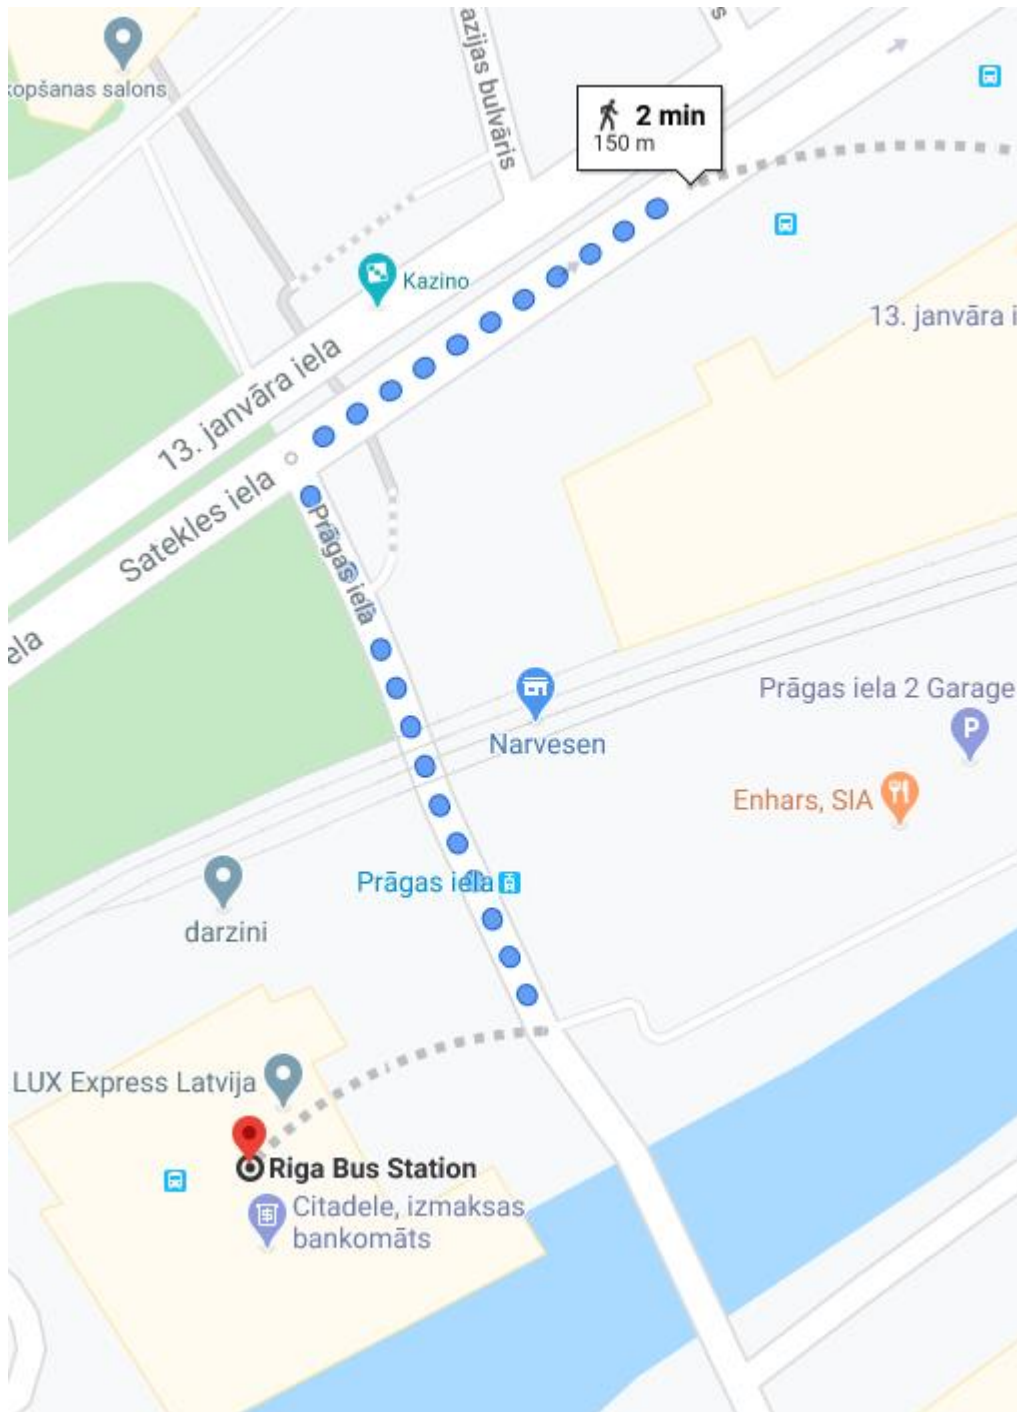 azijas bulvāris
s
kopšanas salons
2 min
150 m
Kazino
13. janvāra i
13. janvāra iela
Satekles iela
Prāgas iela
ela
Prāgas iela 2 Garage
P
Narvesen
Enhars, SIA
Prāgas iela
darzini
LUX Express Latvija
Riga Bus Station
$
Citadele, izmaksas
bankomāts